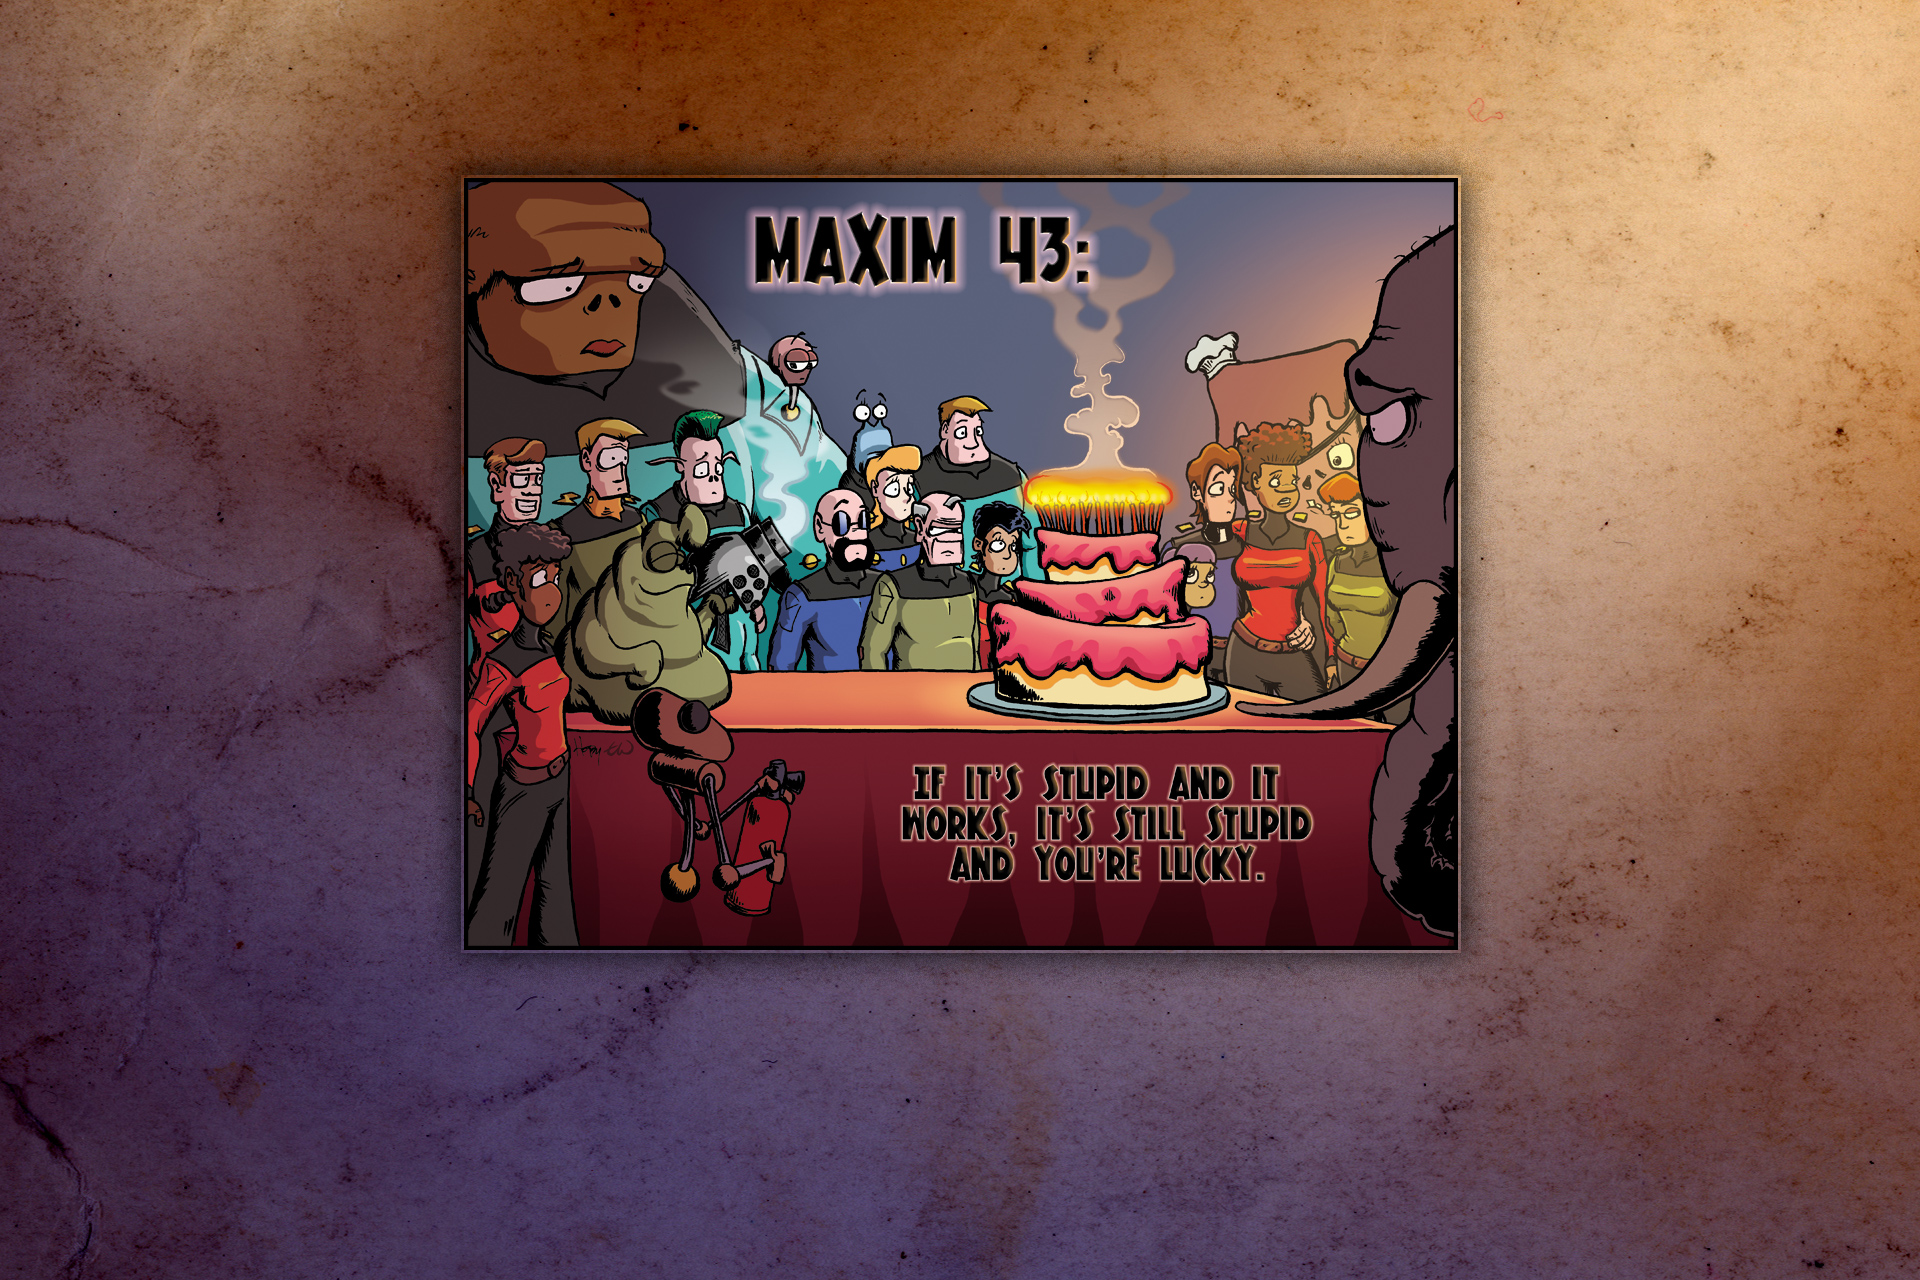 MAXIM 43:
IF IT'S STUPID AND IT
WORKS, IT'S STILL STUPID
AND YOU'RE LUCKY.